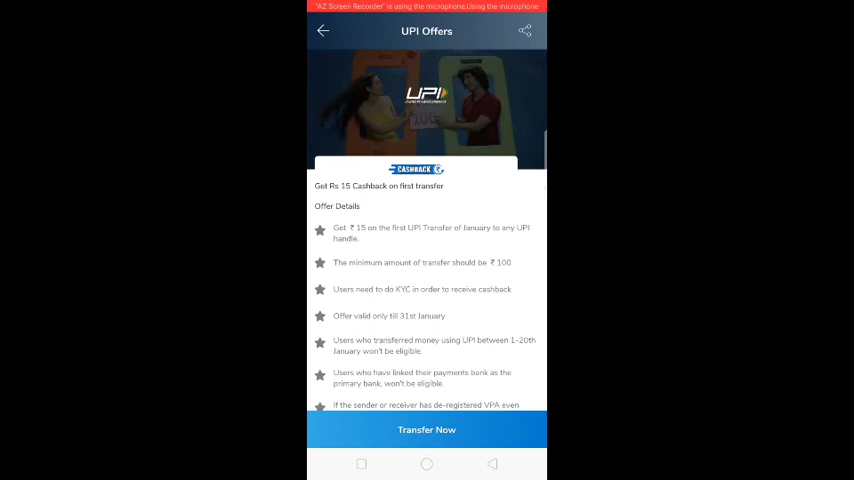 "AZ Screen Recorder" is using the microphone,Using the microphone
UPI Offers
UPI
100
CASHBACK
Get Rs 15 Cashback on first transfer
Offer Details
Get ₹ 15 on the first UPI Transfer of January to any UPI
handle.
The minimum amount of transfer should be ₹ 100
Users need to do KYC in order to receive cashback
Offer valid only till 31st January
Users who transferred money using UPI between 1-20th
January won't be eligible.
Users who have linked their payments bank as the
primary bank, won't be eligible.
If the sender or receiver has de-registered VPA even
Transfer Now